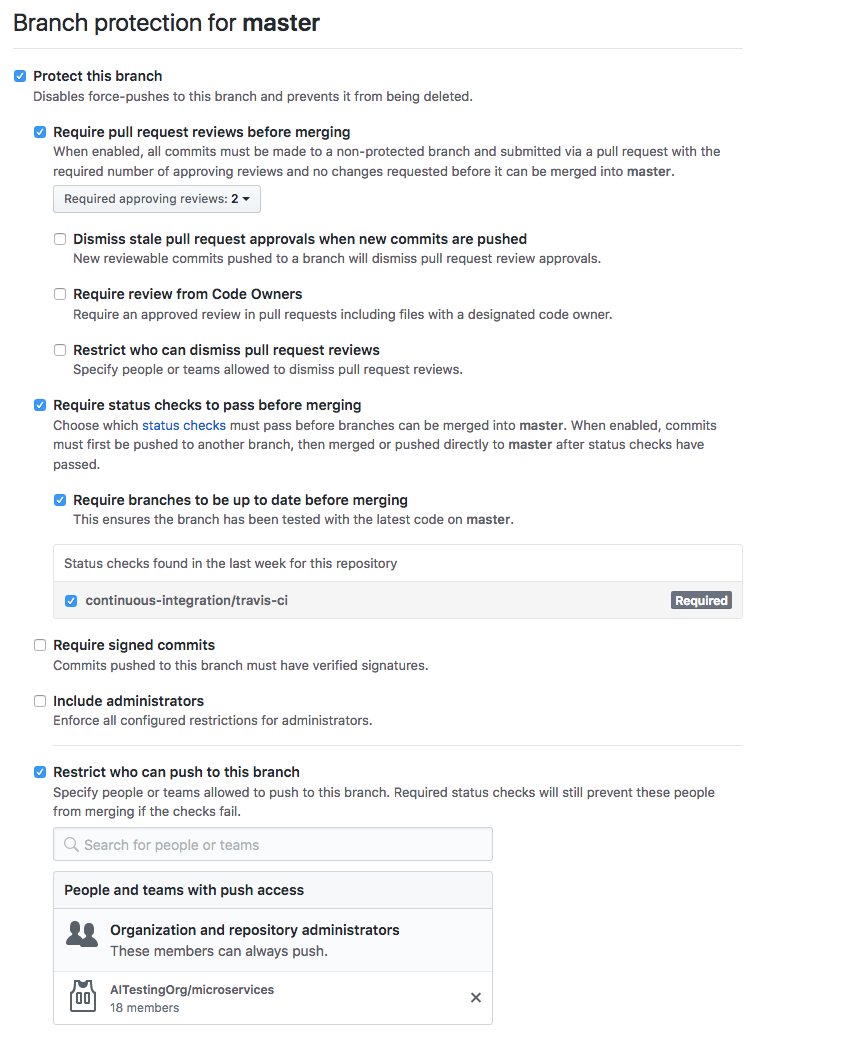 Branch protection for master
Protect this branch
Disables force-pushes to this branch and prevents it from being deleted.
Require pull request reviews before merging
When enabled, all commits must be made to a non-protected branch and submitted via a pull request with the
required number of approving reviews and no changes requested before it can be merged into master.
Required approving reviews: 2
Dismiss stale pull request approvals when new commits are pushed
New reviewable commits pushed to a branch will dismiss pull request review approvals.
Require review from Code Owners
Require an approved review in pull requests including files with a designated code owner.
Restrict who can dismiss pull request reviews
Specify people or teams allowed to dismiss pull request reviews.
Require status checks to pass before merging
Choose which status checks must pass before branches can be merged into master. When enabled, commits
must first be pushed to another branch, then merged or pushed directly to master after status checks have
passed.
Require branches to be up to date before merging
This ensures the branch has been tested with the latest code on master.
Status checks found in the last week for this repository
continuous-integration/travis-ci Required
Require signed commits
Commits pushed to this branch must have verified signatures.
Include administrators
Enforce all configured restrictions for administrators.
Restrict who can push to this branch
Specify people or teams allowed to push to this branch. Required status checks will still prevent these people
from merging if the checks fail.
Search for people or teams
People and teams with push access
Organization and repository administrators
These members can always push.
AITestingOrg/microservices
18 members